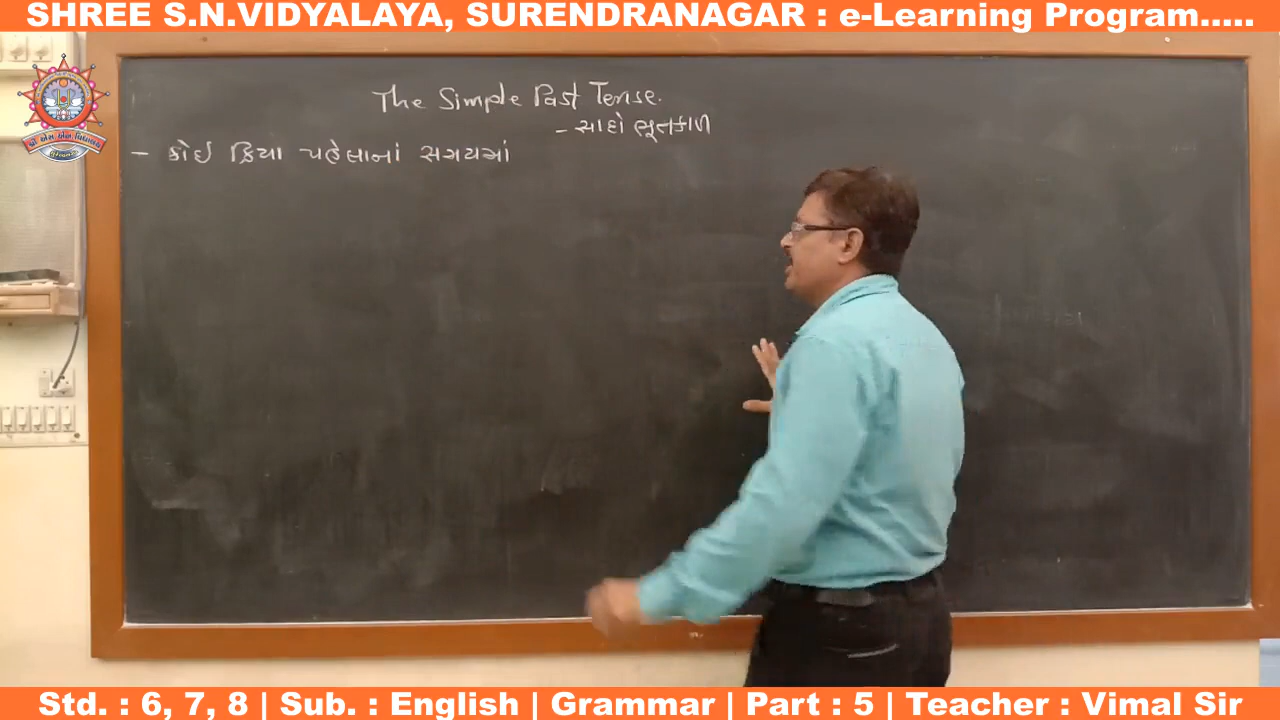 SHREE S.N.VIDYALAYA, SURENDRANAGAR : e-Learning Program.....
The Simple Past Tense.
- સાદો ભૂતકાળ
- કોઈ ક્રિયા પહેલાનાં સમયમાં
Std. : 6, 7, 8 | Sub. : English | Grammar | Part : 5 | Teacher : Vimal Sir